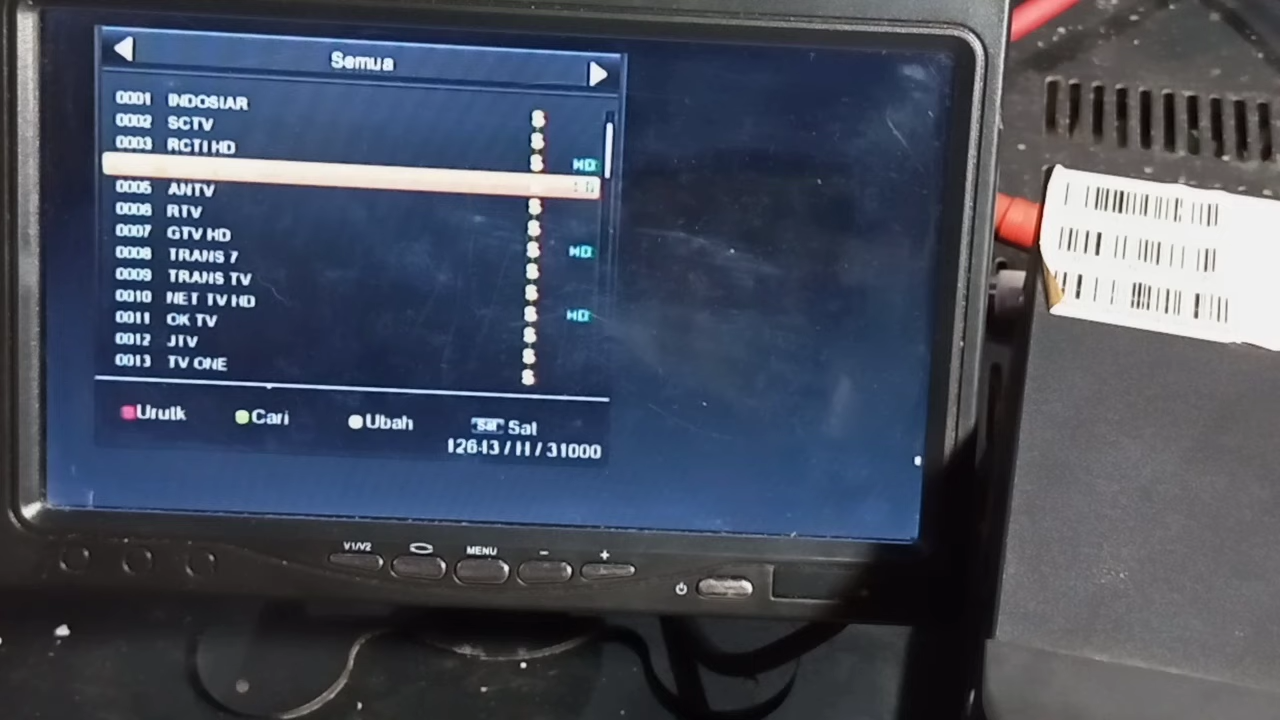 Semua
0001 INDOSIAR
0002 SCTV S
0003 RCTI HD S
S HD
0005 ANTV
0006 RTV S
0007 GTV HD S
0008 TRANS 7 S HD
0009 TRANS TV S
0010 NET TV HD S
0011 OK TV S HD
0012 JTV S
0013 TV ONE S
S
Urutk Cari Ubah Sat Sat
12643 / H / 31000
V1/V2 MENU - +